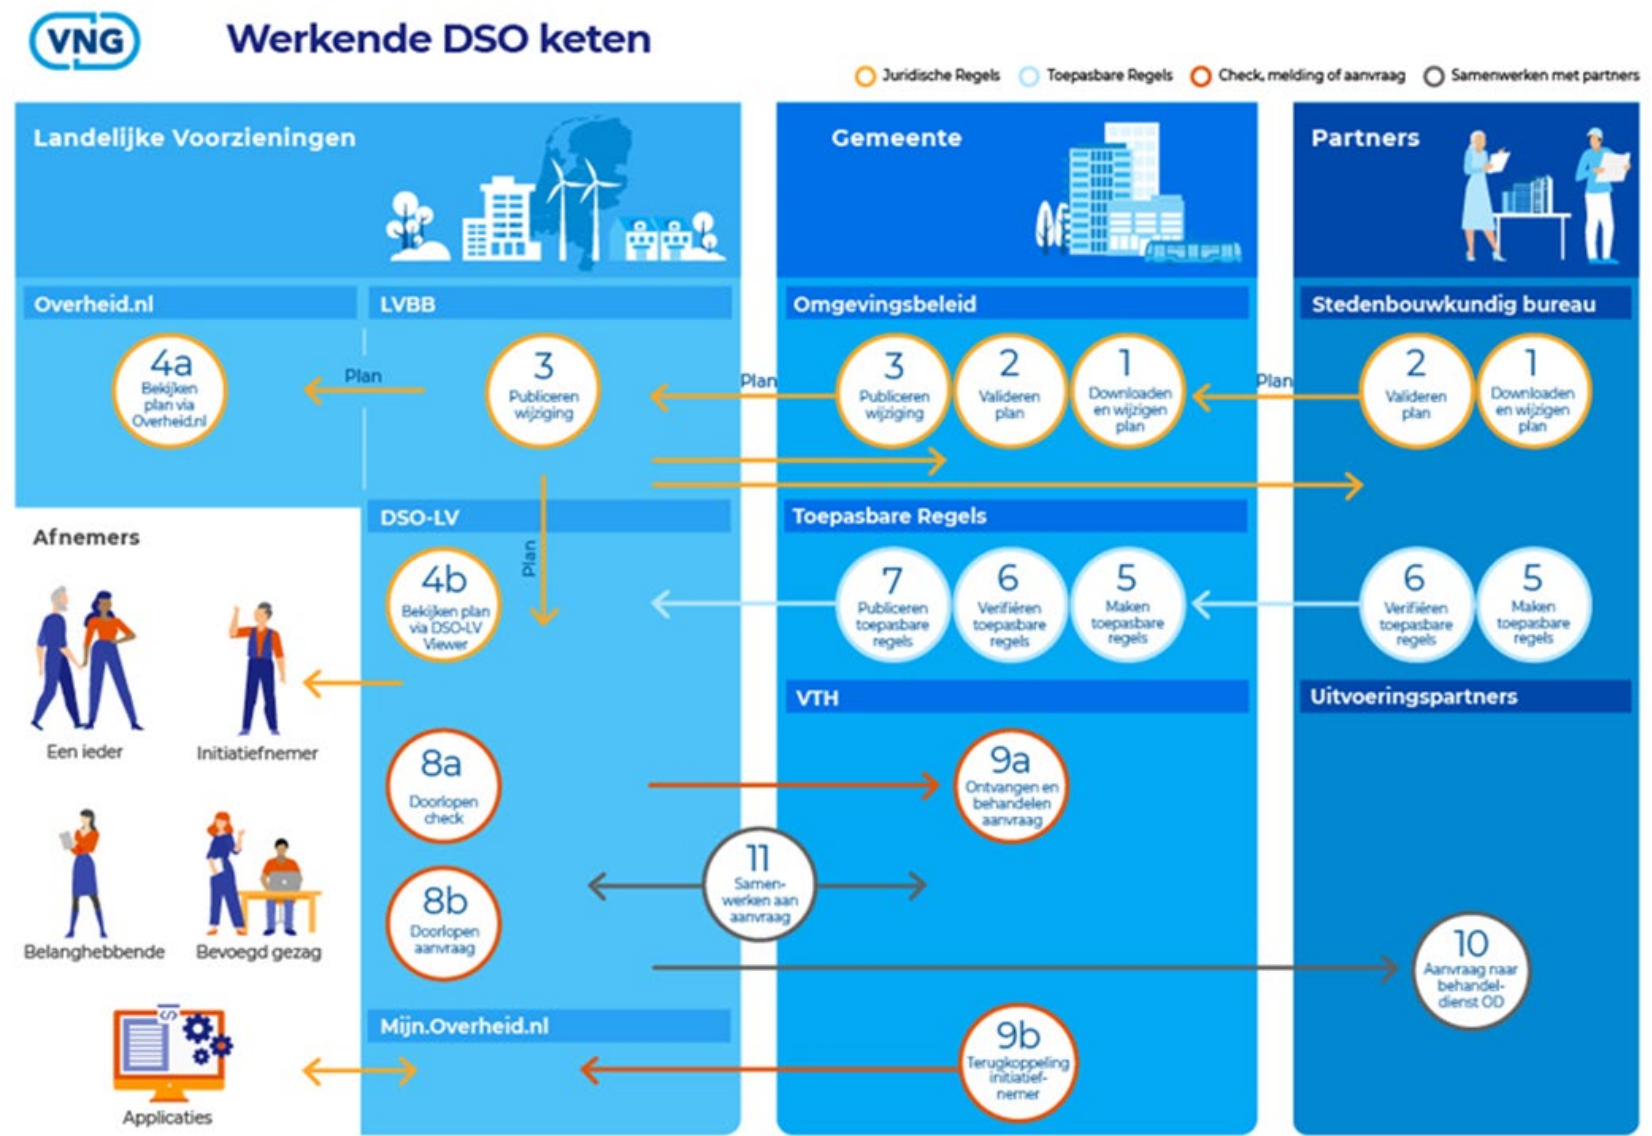 VNG
Werkende DSO keten
Juridische Regels
Toepasbare Regels
Check, melding of aanvraag
Samenwerken met partners
Landelijke Voorzieningen
Gemeente
Partners
Overheid.nl
LVBB
Omgevingsbeleid
Stedenbouwkundig bureau
4a
Bekijken
plan via
Overheid.nl
Plan
3
Publiceren
wijziging
Plan
3
Publiceren
wijziging
2
Valideren
plan
1
Downloaden
en wijzigen
plan
Plan
2
Valideren
plan
1
Downloaden
en wijzigen
plan
Afnemers
DSO-LV
Toepasbare Regels
Plan
4b
Bekijken plan
via DSO-LV
Viewer
7
Publiceren
toepasbare
regels
6
Verifiëren
toepasbare
regels
5
Maken
toepasbare
regels
6
Verifiëren
toepasbare
regels
5
Maken
toepasbare
regels
VTH
Uitvoeringspartners
Een ieder
Initiatiefnemer
8a
Doorlopen
check
9a
Ontvangen en
behandelen
aanvraag
11
Samen-
werken aan
aanvraag
8b
Doorlopen
aanvraag
Belanghebbende
Bevoegd gezag
10
Aanvraag naar
behandel-
dienst OD
Mijn.Overheid.nl
9b
Terugkoppeling
initiatief-
nemer
Applicaties